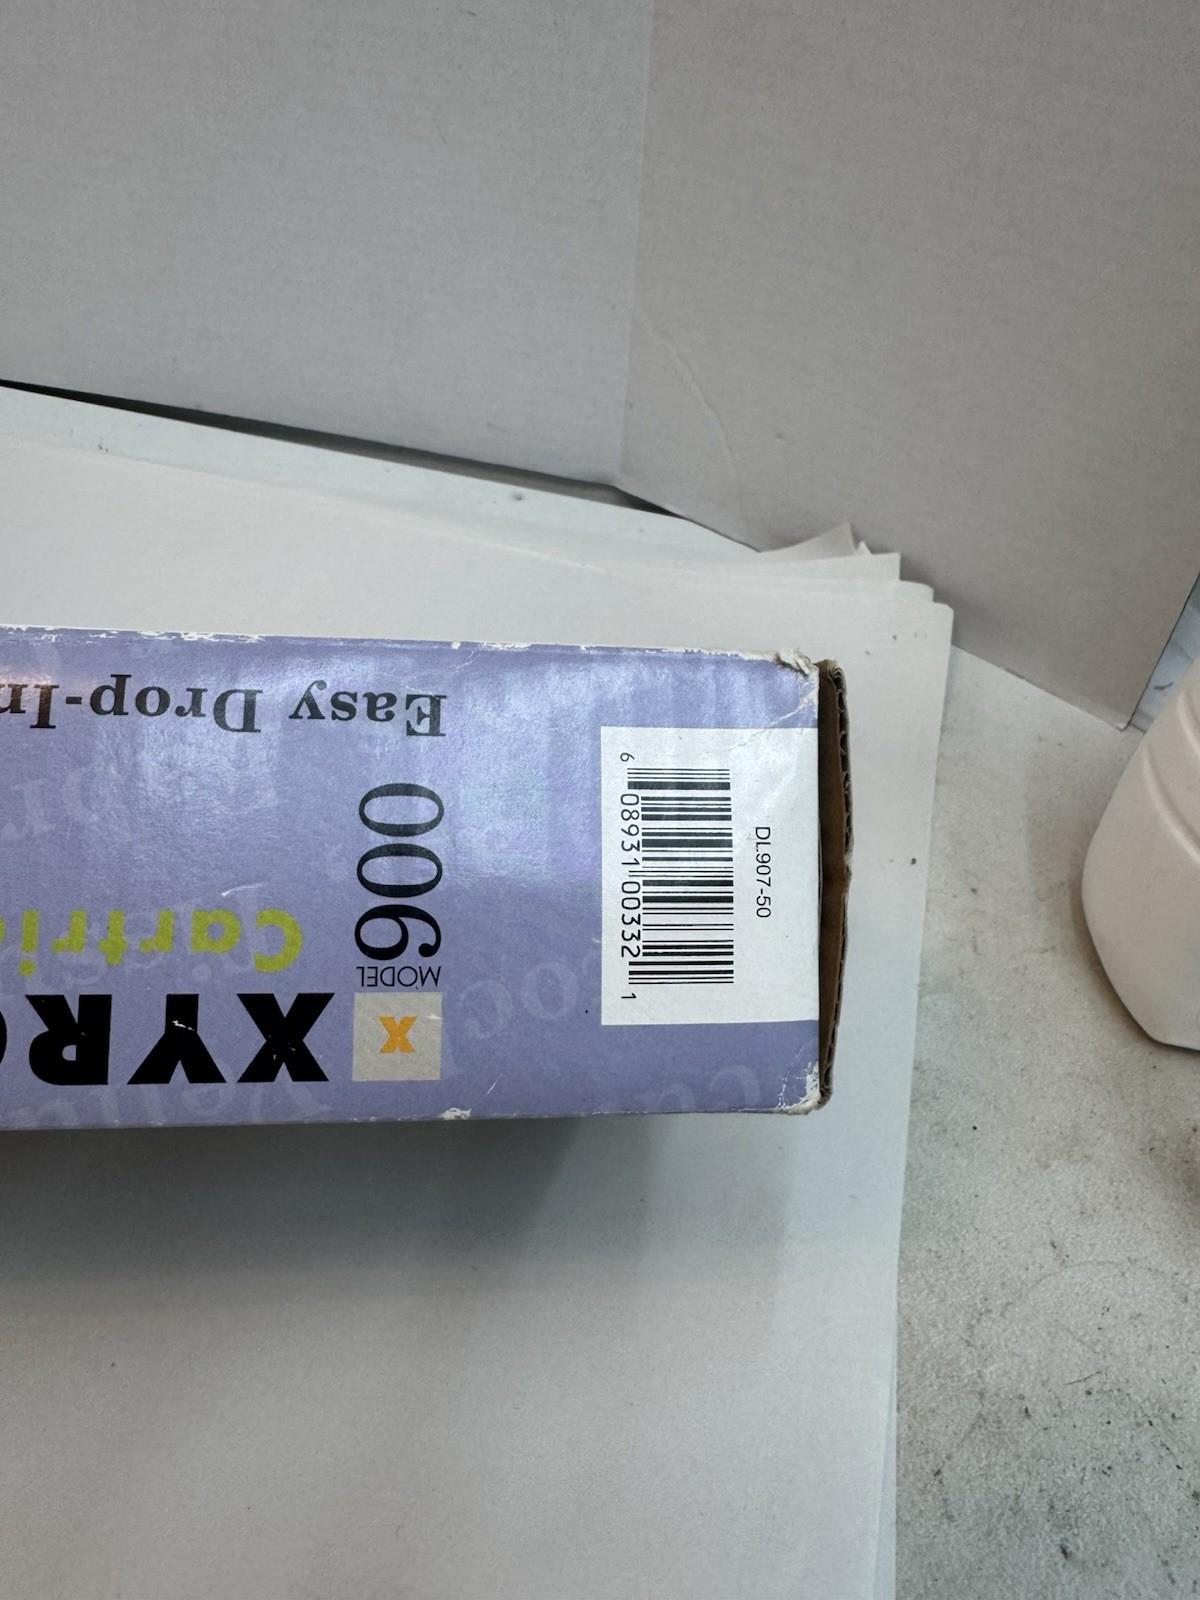 X XYRO
MODEL
900
Cartri
Easy Drop-In
DL907-50
6 08931 00332 1